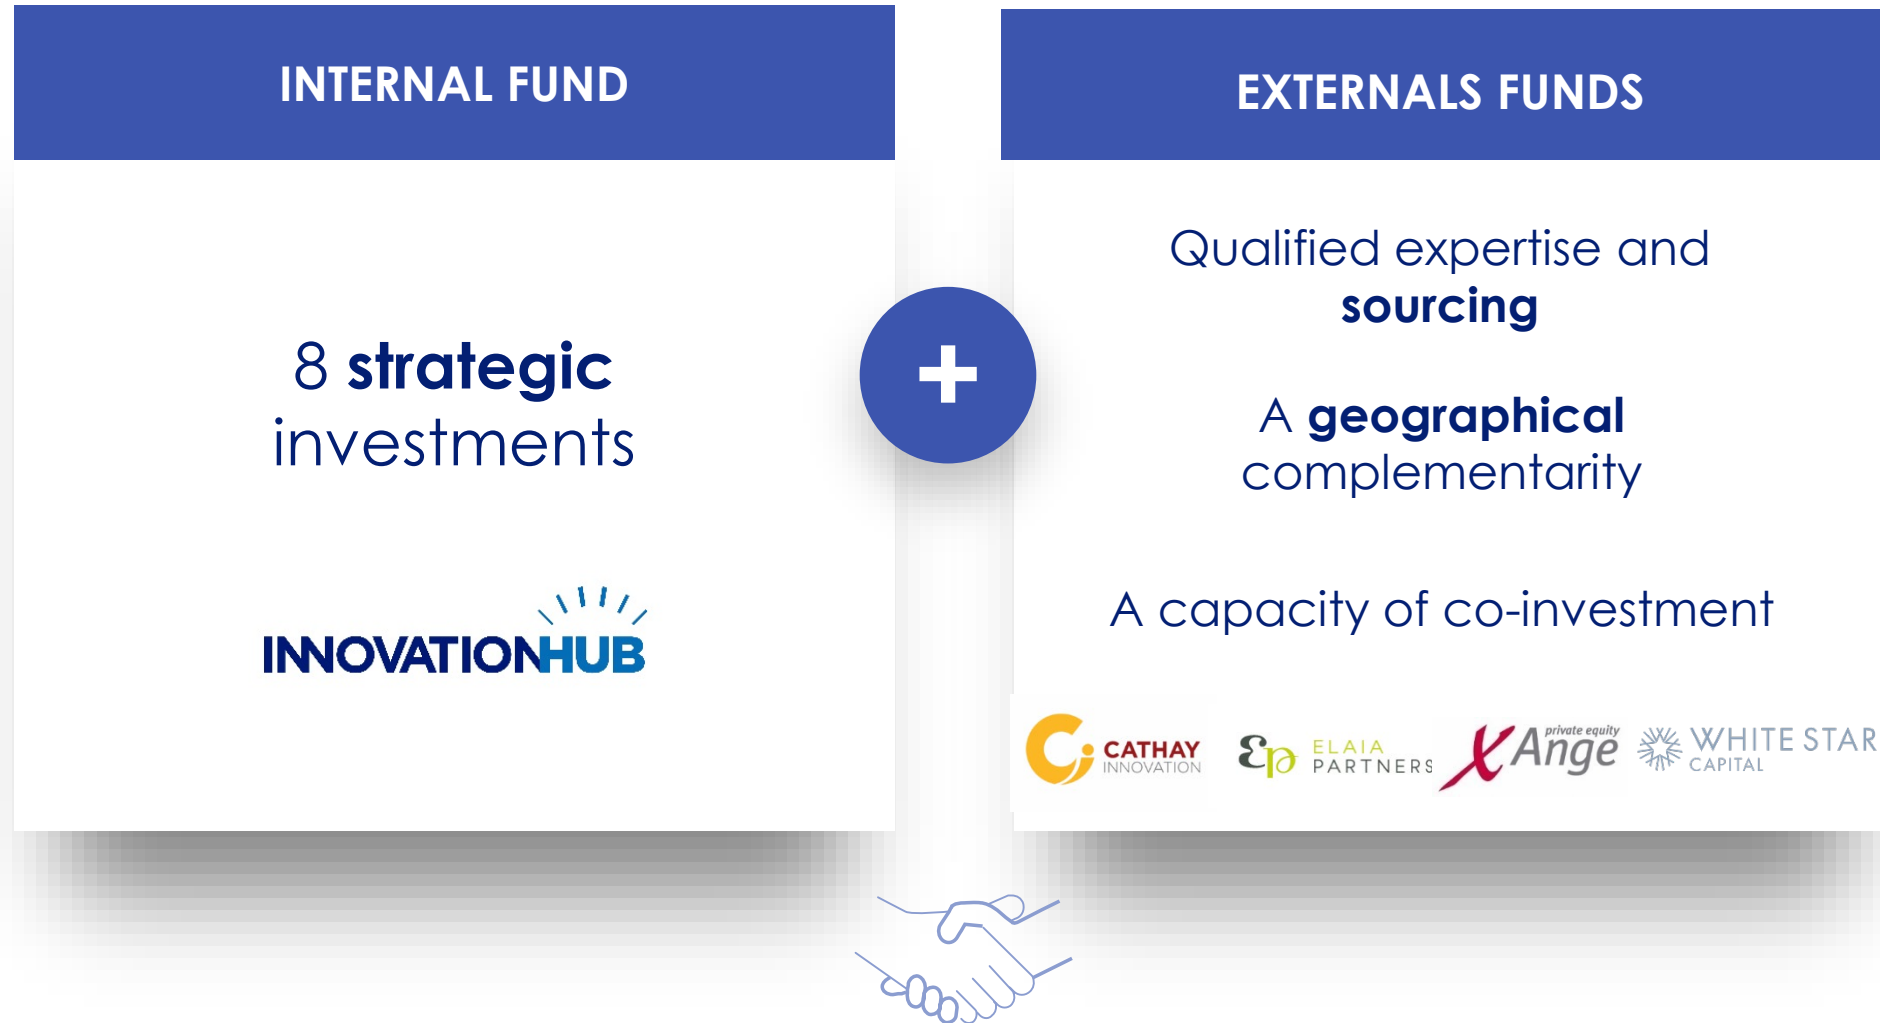 INTERNAL FUND
8 strategic
investments
INNOVATIONHUB
+
EXTERNALS FUNDS
Qualified expertise and
sourcing
A geographical
complementarity
A capacity of co-investment
CATHAY
INNOVATION
εp ELAIA
PARTNERS
private equity
XAnge
WHITE STAR
CAPITAL